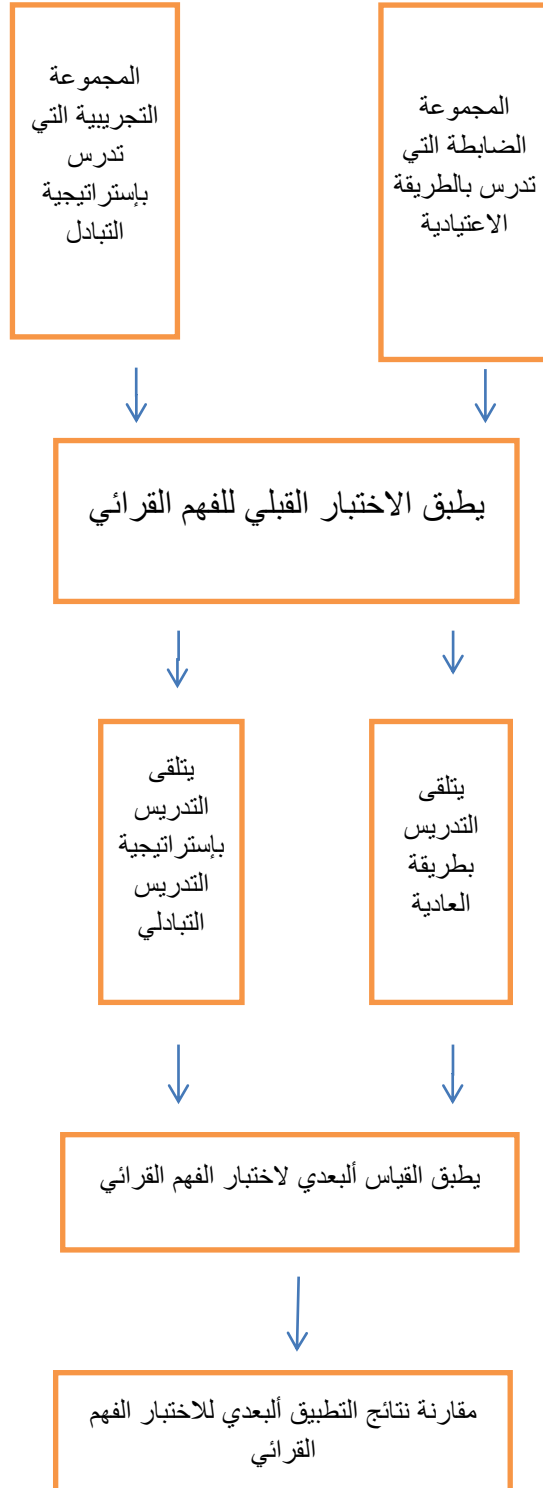 المجموعة
الضابطة التي
تدرس بالطريقة
الاعتيادية
المجموعة
التجريبية التي
تدرس
بإستراتيجية
التبادل
يطبق الاختبار القبلي للفهم القرائي
يتلقى
التدريس
بطريقة
العادية
يتلقى
التدريس
بإستراتيجية
التدريس
التبادلي
يطبق القياس ألبعدي لاختبار الفهم القرائي
مقارنة نتائج التطبيق ألبعدي للاختبار الفهم
القرائي